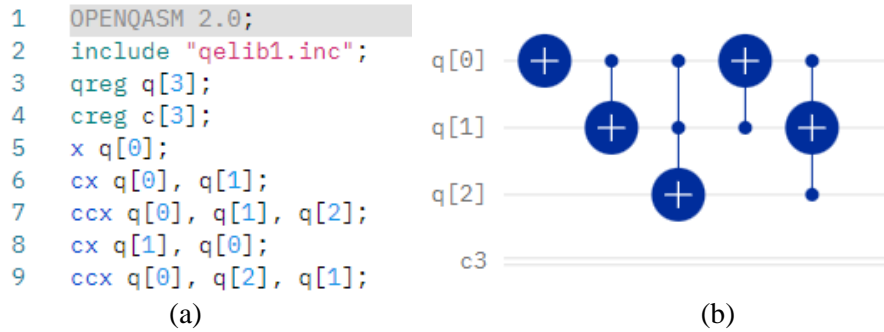 1 OPENQASM 2.0;
2 include "qelib1.inc";
3 qreg q[3];
4 creg c[3];
5 x q[0];
6 cx q[0], q[1];
7 ccx q[0], q[1], q[2];
8 cx q[1], q[0];
9 ccx q[0], q[2], q[1];
(a)
q[0]
q[1]
q[2]
c3
(b)